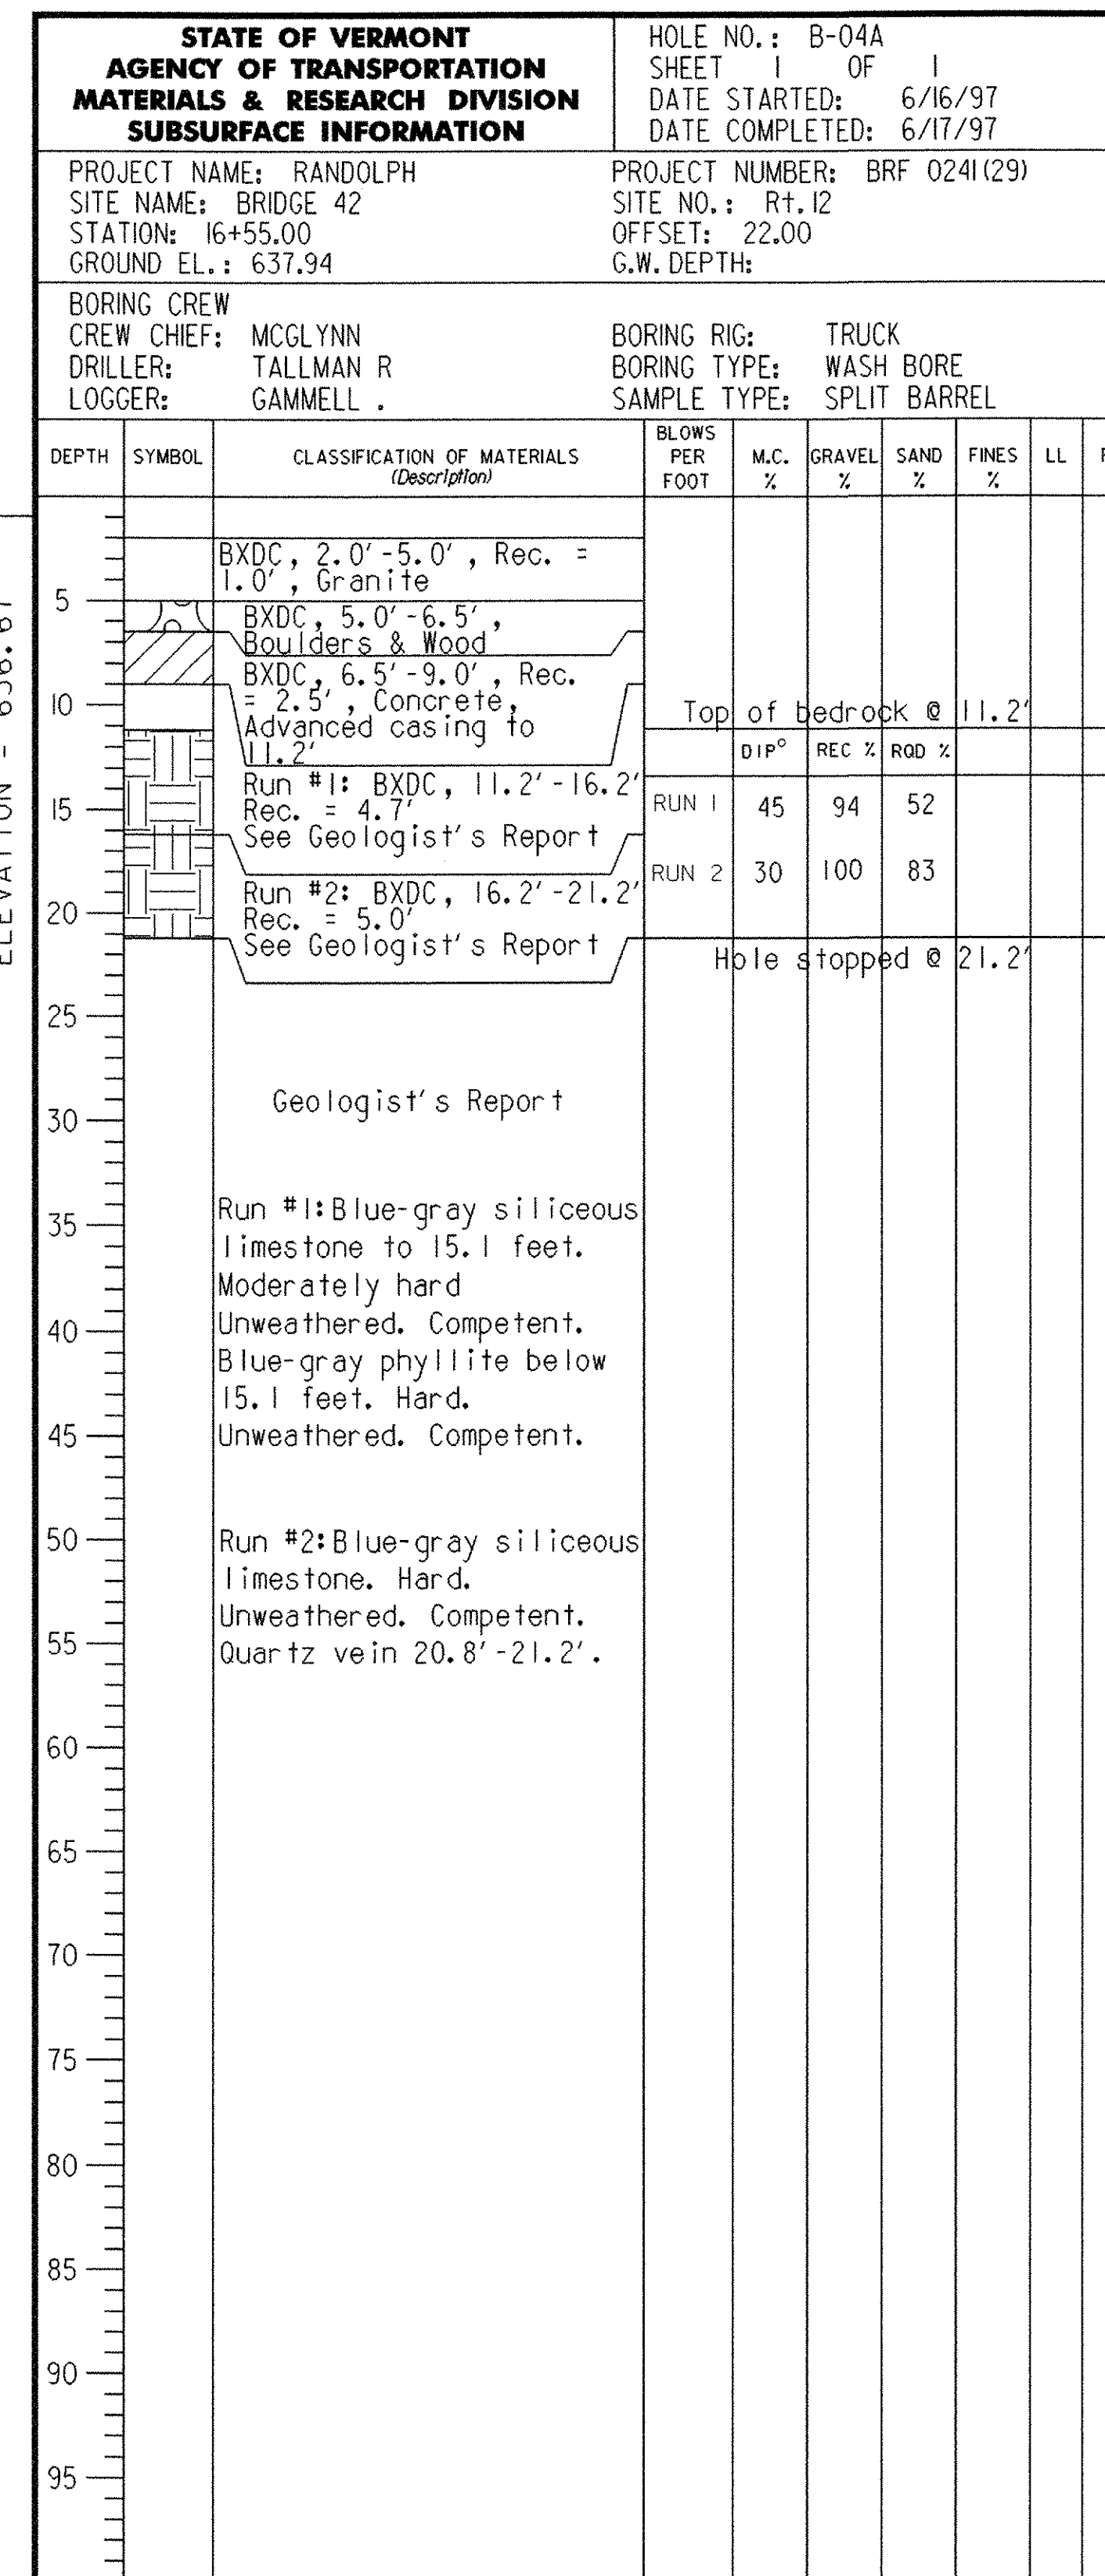 STATE OF VERMONT
AGENCY OF TRANSPORTATION
MATERIALS & RESEARCH DIVISION
SUBSURFACE INFORMATION
HOLE NO.: B-04A
SHEET 1 OF 1
DATE STARTED: 6/16/97
DATE COMPLETED: 6/17/97
PROJECT NAME: RANDOLPH
SITE NAME: BRIDGE 42
STATION: 16+55.00
GROUND EL.: 637.94
PROJECT NUMBER: BRF 0241(29)
SITE NO.: Rt.12
OFFSET: 22.00
G.W. DEPTH:
BORING CREW
CREW CHIEF: MCGLYNN
DRILLER: TALLMAN R
LOGGER: GAMMELL .
BORING RIG: TRUCK
BORING TYPE: WASH BORE
SAMPLE TYPE: SPLIT BARREL
DEPTH
SYMBOL
CLASSIFICATION OF MATERIALS
(Description)
BLOWS
PER
FOOT
M.C.
%
GRAVEL
%
SAND
%
FINES
%
LL
BXDC, 2.0'-5.0' , Rec. =
1.0' , Granite
BXDC, 5.0'-6.5' ,
Boulders & Wood
BXDC, 6.5'-9.0' , Rec.
= 2.5' , Concrete,
Advanced casing to
11.2'
Top of bedrock @ 11.2'
DIP° REC % RQD %
Run #1: BXDC, 11.2'-16.2'
Rec. = 4.7'
See Geologist's Report
RUN 1 45 94 52
Run #2: BXDC, 16.2'-21.2'
Rec. = 5.0'
See Geologist's Report
RUN 2 30 100 83
Hole stopped @ 21.2'
Geologist's Report
Run #1:Blue-gray siliceous
limestone to 15.1 feet.
Moderately hard
Unweathered. Competent.
Blue-gray phyllite below
15.1 feet. Hard.
Unweathered. Competent.
Run #2:Blue-gray siliceous
limestone. Hard.
Unweathered. Competent.
Quartz vein 20.8'-21.2'.
5
10
15
20
25
30
35
40
45
50
55
60
65
70
75
80
85
90
95